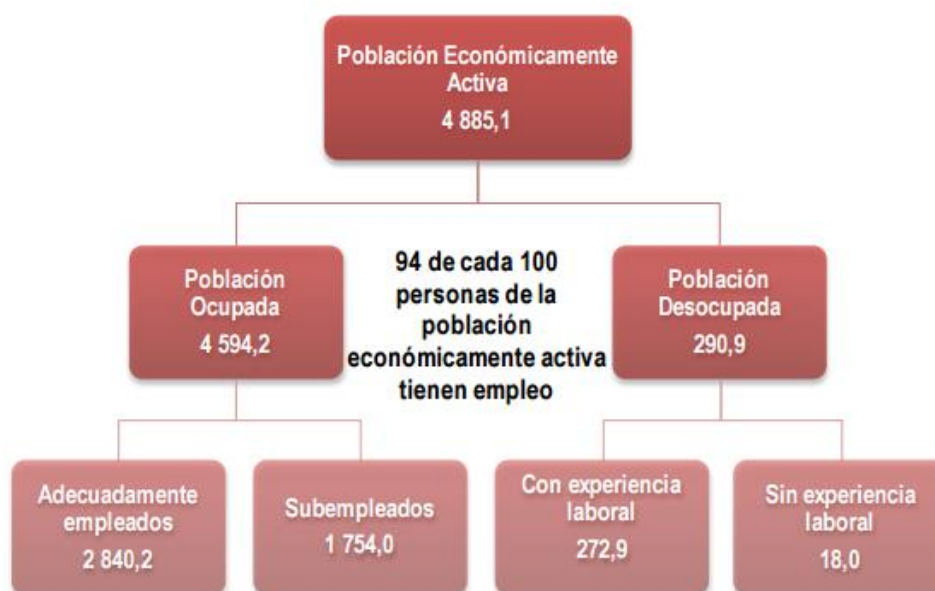 Población Económicamente
Activa
4 885,1
Población
Ocupada
4 594,2
94 de cada 100
personas de la
población
económicamente activa
tienen empleo
Población
Desocupada
290,9
Adecuadamente
empleados
2 840,2
Subempleados
1 754,0
Con experiencia
laboral
272,9
Sin experiencia
laboral
18,0